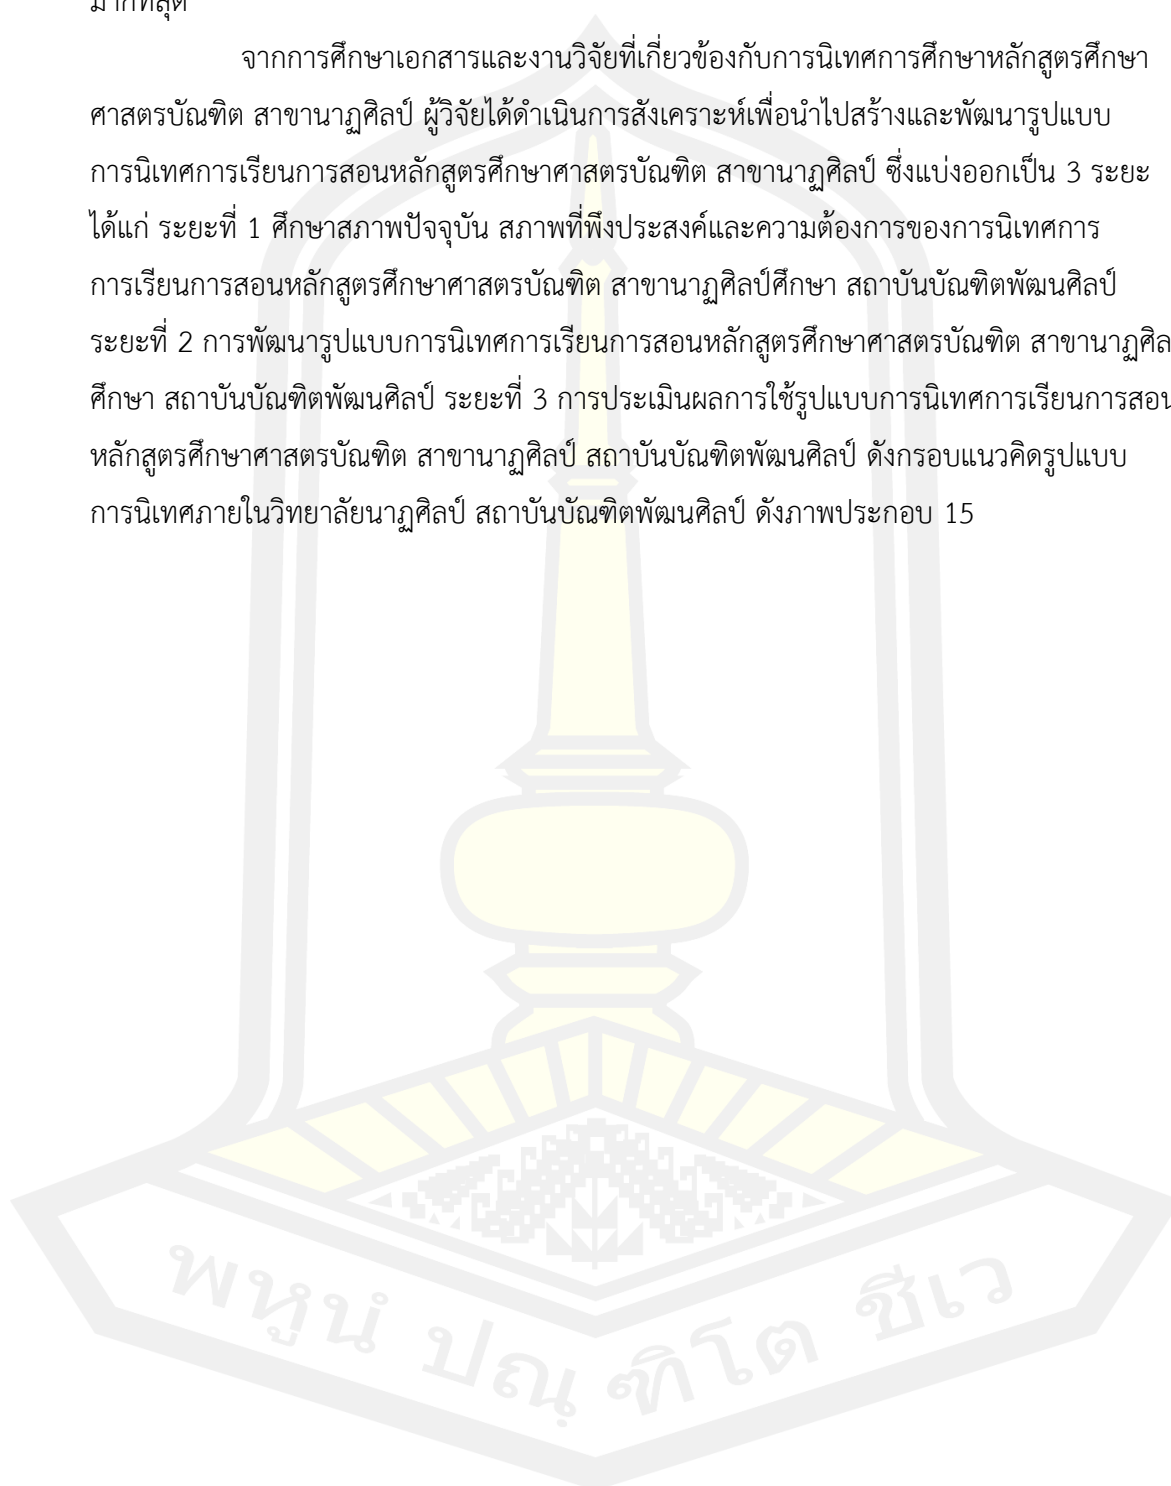 มากที่สุด
จากการศึกษาเอกสารและงานวิจัยที่เกี่ยวข้องกับการนิเทศการศึกษาหลักสูตรศึกษา
ศาสตรบัณฑิต สาขานาฏศิลป์ ผู้วิจัยได้ดำเนินการสังเคราะห์เพื่อนำไปสร้างและพัฒนารูปแบบ
การนิเทศการเรียนการสอนหลักสูตรศึกษาศาสตรบัณฑิต สาขานาฏศิลป์ ซึ่งแบ่งออกเป็น 3 ระยะ
ได้แก่ ระยะที่ 1 ศึกษาสภาพปัจจุบัน สภาพที่พึงประสงค์และความต้องการของการนิเทศการ
การเรียนการสอนหลักสูตรศึกษาศาสตรบัณฑิต สาขานาฏศิลป์ศึกษา สถาบันบัณฑิตพัฒนศิลป์
ระยะที่ 2 การพัฒนารูปแบบการนิเทศการเรียนการสอนหลักสูตรศึกษาศาสตรบัณฑิต สาขานาฏศิล
ศึกษา สถาบันบัณฑิตพัฒนศิลป์ ระยะที่ 3 การประเมินผลการใช้รูปแบบการนิเทศการเรียนการสอน
หลักสูตรศึกษาศาสตรบัณฑิต สาขานาฏศิลป์ สถาบันบัณฑิตพัฒนศิลป์ ดังกรอบแนวคิดรูปแบบ
การนิเทศภายในวิทยาลัยนาฏศิลป์ สถาบันบัณฑิตพัฒนศิลป์ ดังภาพประกอบ 15
พหูนํ ปณฺฑิโต ชีเว